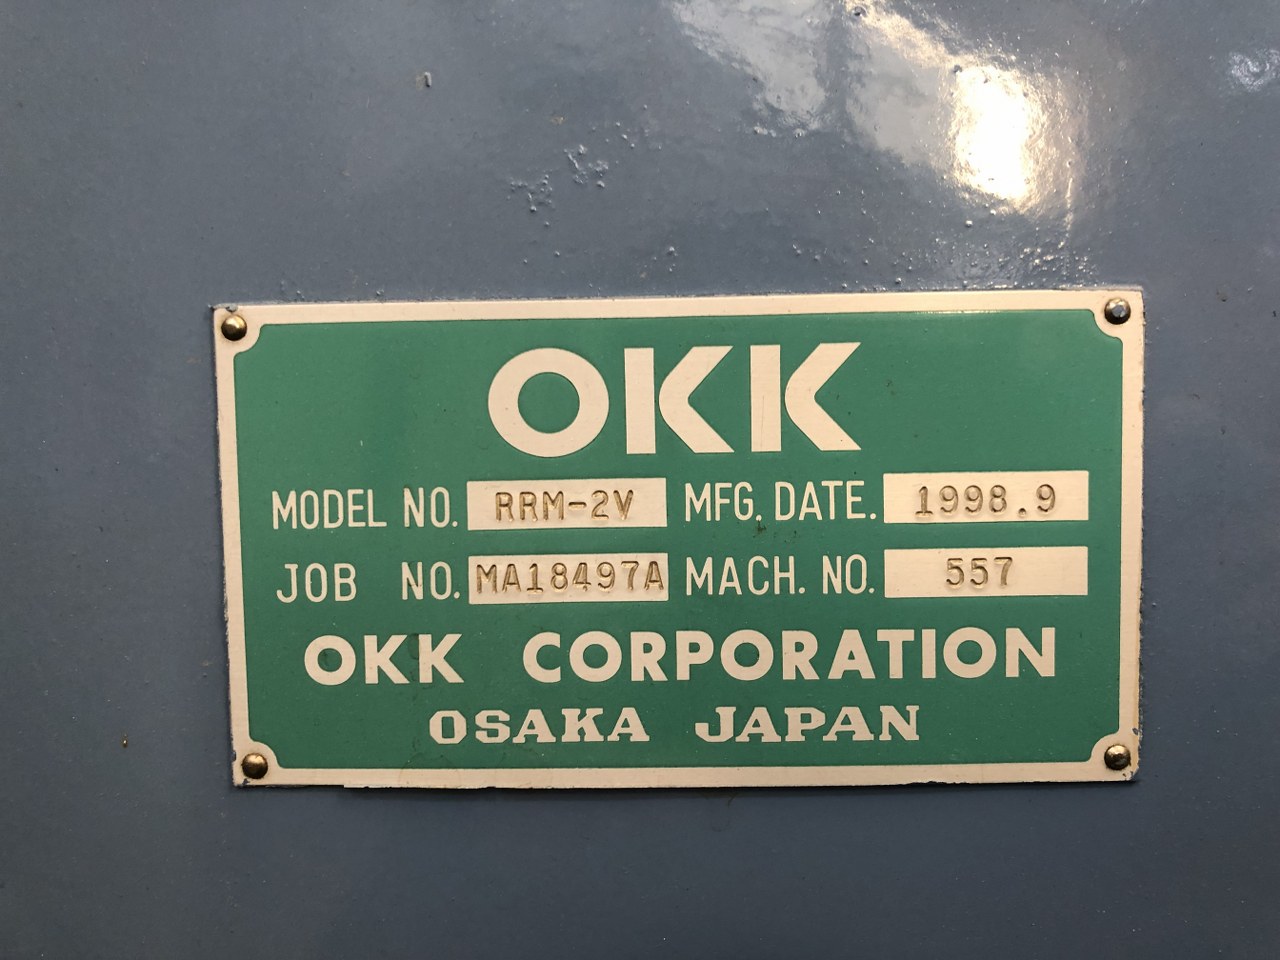 OKK
MODEL NO. RRM-2V MFG. DATE. 1998.9
JOB NO. MA18497A MACH. NO. 557
OKK CORPORATION
OSAKA JAPAN